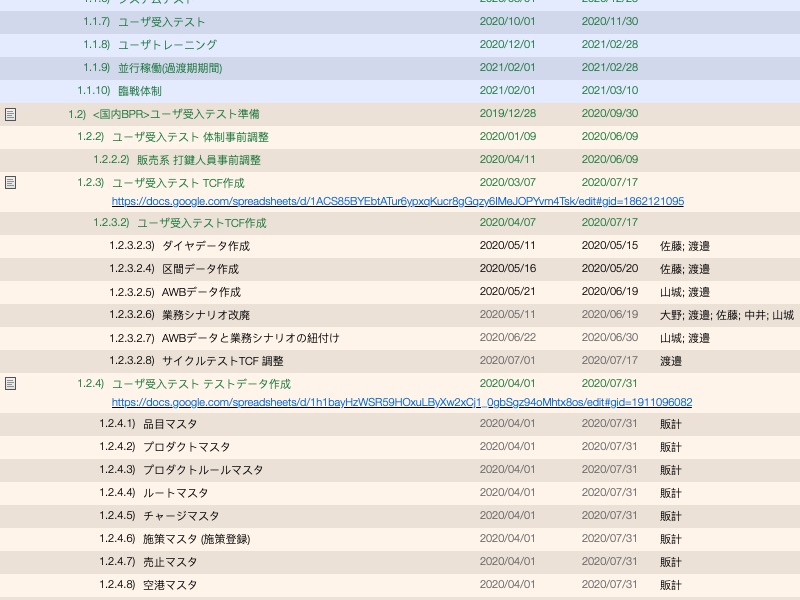 1.1.7) ユーザ受入テスト 2020/10/01 2020/11/30
1.1.8) ユーザトレーニング 2020/12/01 2021/02/28
1.1.9) 並行稼働(過渡期期間) 2021/02/01 2021/02/28
1.1.10) 臨戦体制 2021/02/01 2021/03/10
1.2) <国内BPR>ユーザ受入テスト準備 2019/12/28 2020/09/30
1.2.2) ユーザ受入テスト 体制事前調整 2020/01/09 2020/06/09
1.2.2.2) 販売系 打鍵人員事前調整 2020/04/11 2020/06/09
1.2.3) ユーザ受入テスト TCF作成 2020/03/07 2020/07/17
1.2.3.2) ユーザ受入テストTCF作成 2020/04/07 2020/07/17
1.2.3.2.3) ダイヤデータ作成 2020/05/11 2020/05/15 佐藤; 渡邉
1.2.3.2.4) 区間データ作成 2020/05/16 2020/05/20 佐藤; 渡邉
1.2.3.2.5) AWBデータ作成 2020/05/21 2020/06/19 山城; 渡邉
1.2.3.2.6) 業務シナリオ改廃 2020/05/11 2020/06/19 大野; 渡邉; 佐藤; 中井; 山城
1.2.3.2.7) AWBデータと業務シナリオの紐付け 2020/06/22 2020/06/30 山城; 渡邉
1.2.3.2.8) サイクルテストTCF 調整 2020/07/01 2020/07/17 渡邉
1.2.4) ユーザ受入テスト テストデータ作成 2020/04/01 2020/07/31
1.2.4.1) 品目マスタ 2020/04/01 2020/07/31 販計
1.2.4.2) プロダクトマスタ 2020/04/01 2020/07/31 販計
1.2.4.3) プロダクトルールマスタ 2020/04/01 2020/07/31 販計
1.2.4.4) ルートマスタ 2020/04/01 2020/07/31 販計
1.2.4.5) チャージマスタ 2020/04/01 2020/07/31 販計
1.2.4.6) 施策マスタ (施策登録) 2020/04/01 2020/07/31 販計
1.2.4.7) 売止マスタ 2020/04/01 2020/07/31 販計
1.2.4.8) 空港マスタ 2020/04/01 2020/07/31 販計